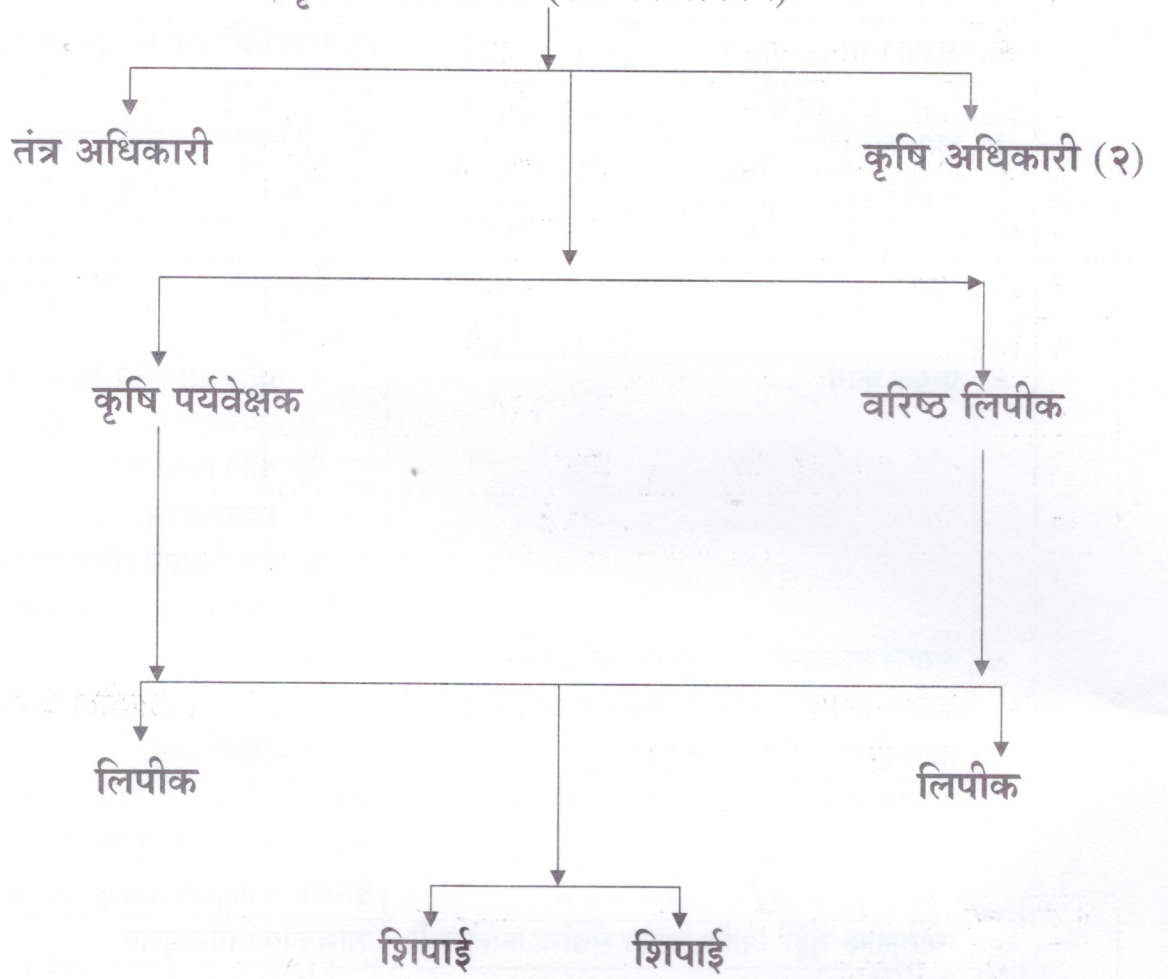 तंत्र अधिकारी
कृषि अधिकारी (२)
कृषि पर्यवेक्षक
वरिष्ठ लिपीक
लिपीक
लिपीक
शिपाई
शिपाई